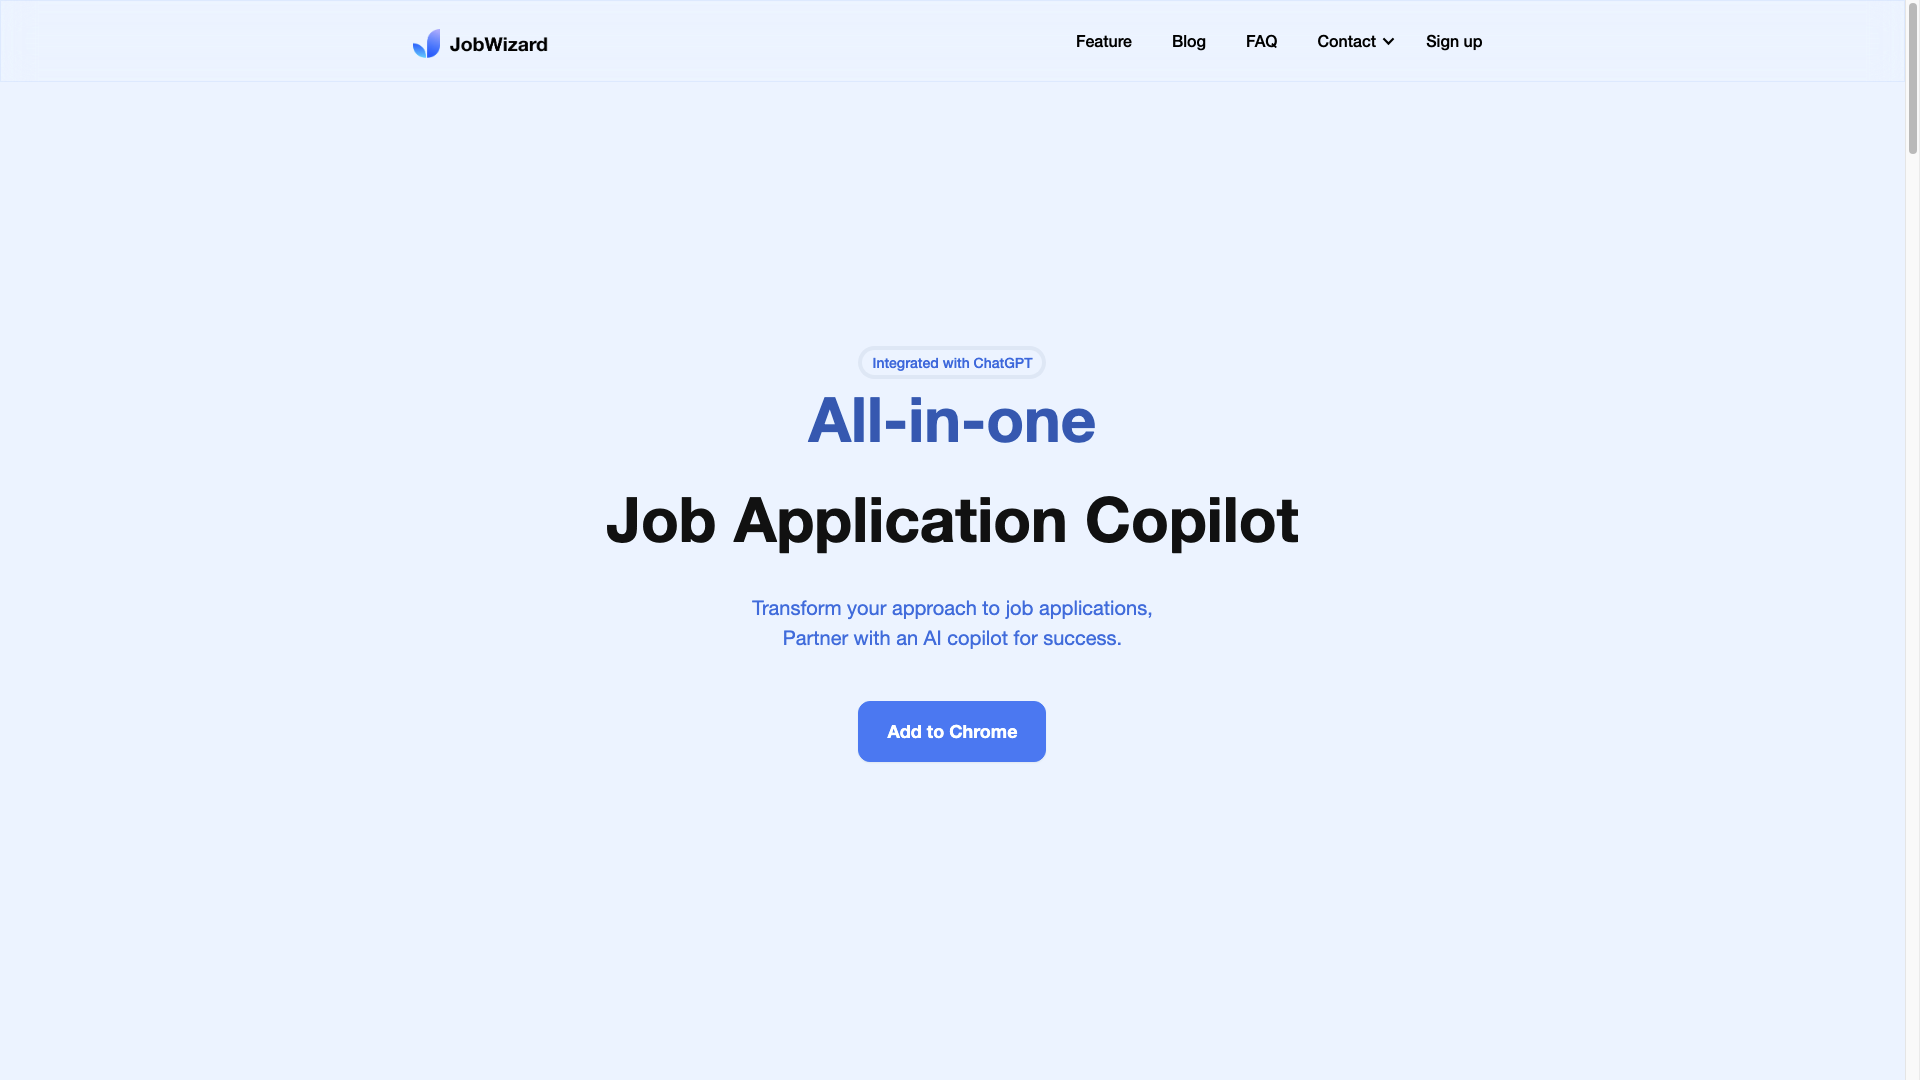 JobWizard
Feature
Blog
FAQ
Contact
Sign up
Integrated with ChatGPT
All-in-one
Job Application Copilot
Transform your approach to job applications,
Partner with an AI copilot for success.
Add to Chrome